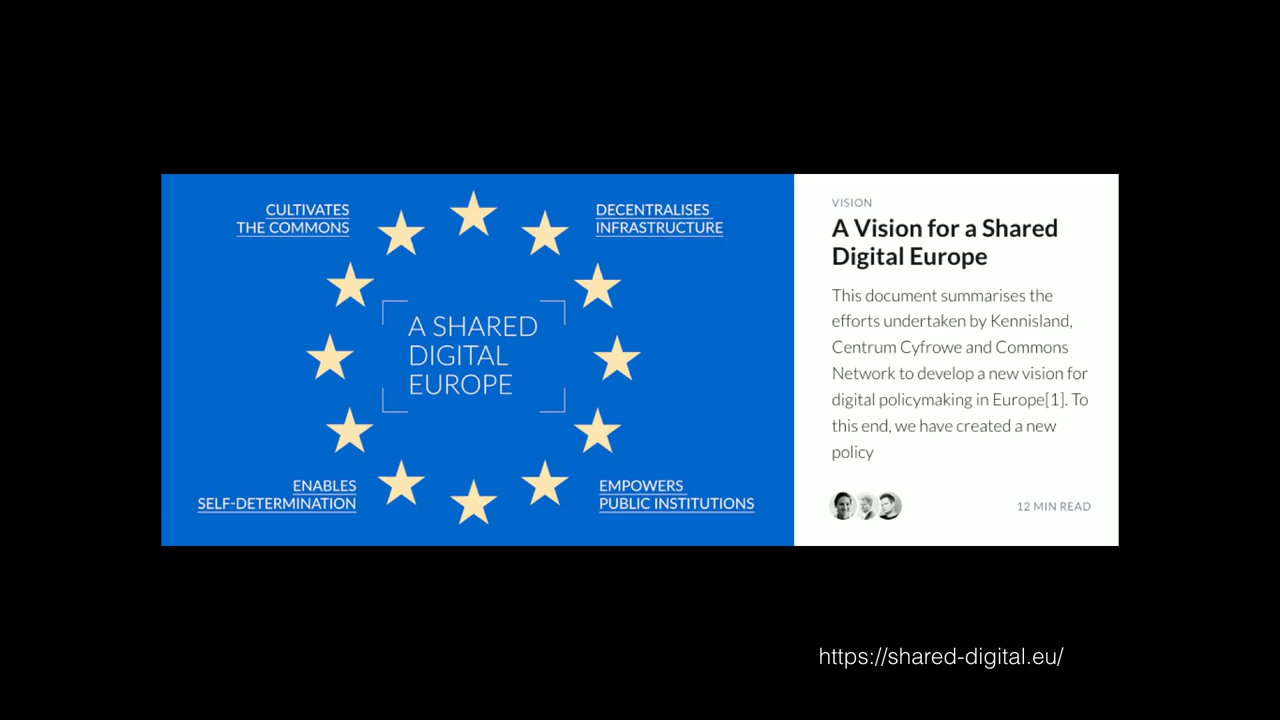 CULTIVATES
THE COMMONS
DECENTRALISES
INFRASTRUCTURE
A SHARED
DIGITAL
EUROPE
ENABLES
SELF-DETERMINATION
EMPOWERS
PUBLIC INSTITUTIONS
VISION
A Vision for a Shared
Digital Europe
This document summarises the
efforts undertaken by Kennisland,
Centrum Cyfrowe and Commons
Network to develop a new vision for
digital policymaking in Europe[1]. To
this end, we have created a new
policy
12 MIN READ
https://shared-digital.eu/